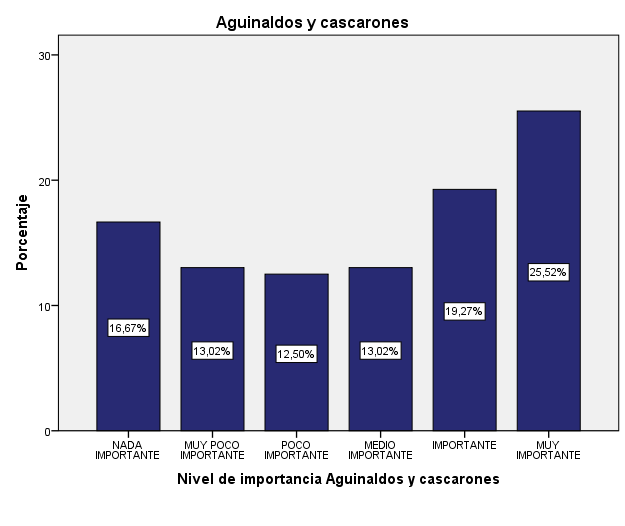 Aguinaldos y cascarones
Porcentaje
30
20
10
0
16,67%
13,02%
12,50%
13,02%
19,27%
25,52%
NADA
IMPORTANTE
MUY POCO
IMPORTANTE
POCO
IMPORTANTE
MEDIO
IMPORTANTE
IMPORTANTE
MUY
IMPORTANTE
Nivel de importancia Aguinaldos y cascarones